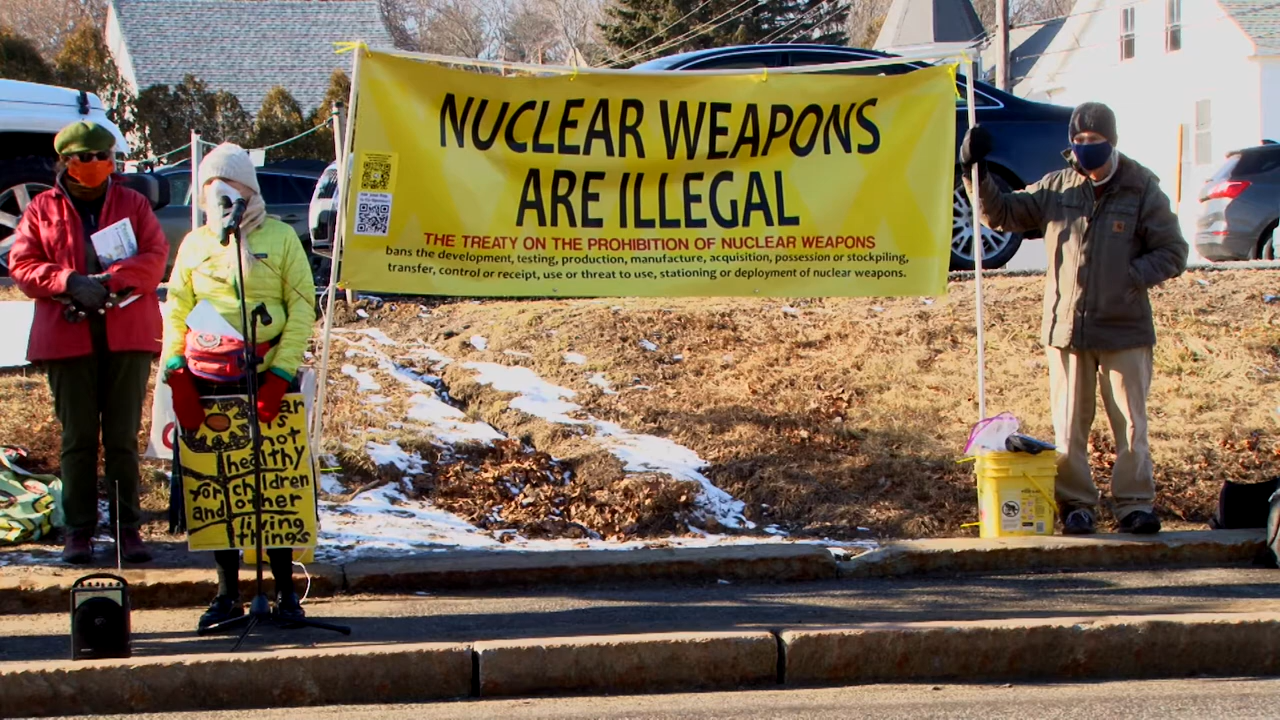 NUCLEAR WEAPONS
ARE ILLEGAL
THE TREATY ON THE PROHIBITION OF NUCLEAR WEAPONS
bans the development, testing, production, manufacture, acquisition, possession or stockpiling,
transfer, control or receipt, use or threat to use, stationing or deployment of nuclear weapons.
is
not
healthy
for children
and other
living
things